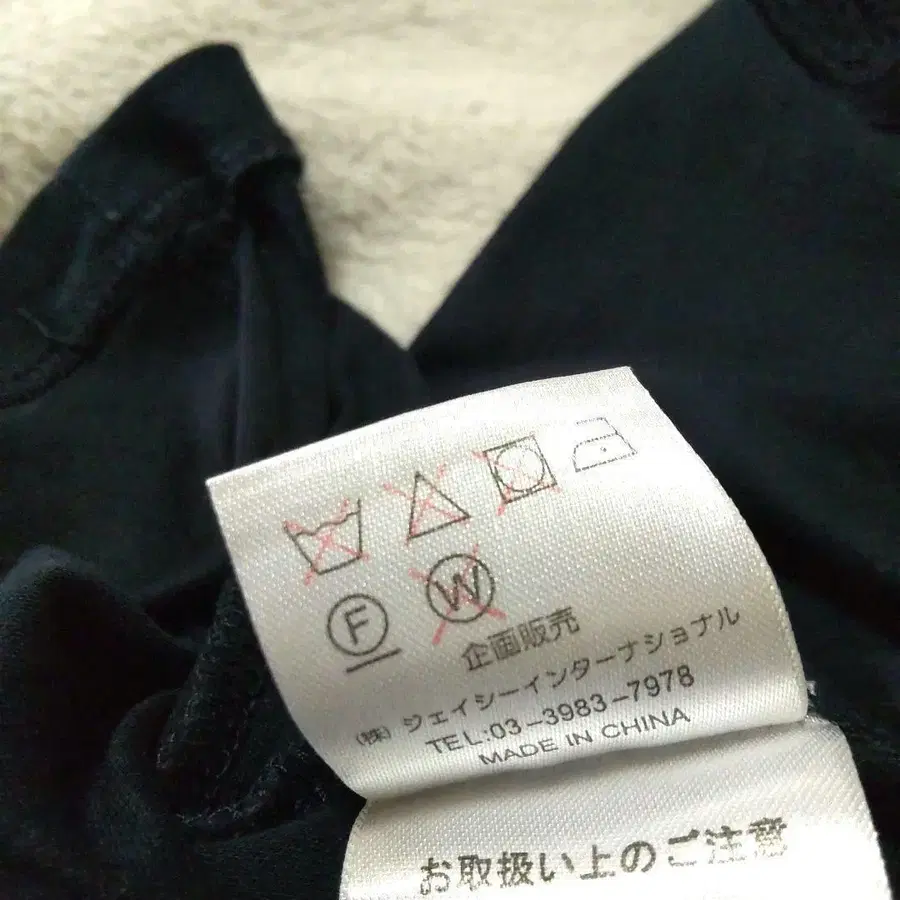 F W
企画販売
(株) ジェイシーインターナショナル
TEL:03-3983-7978
MADE IN CHINA
お取扱い上のご注意